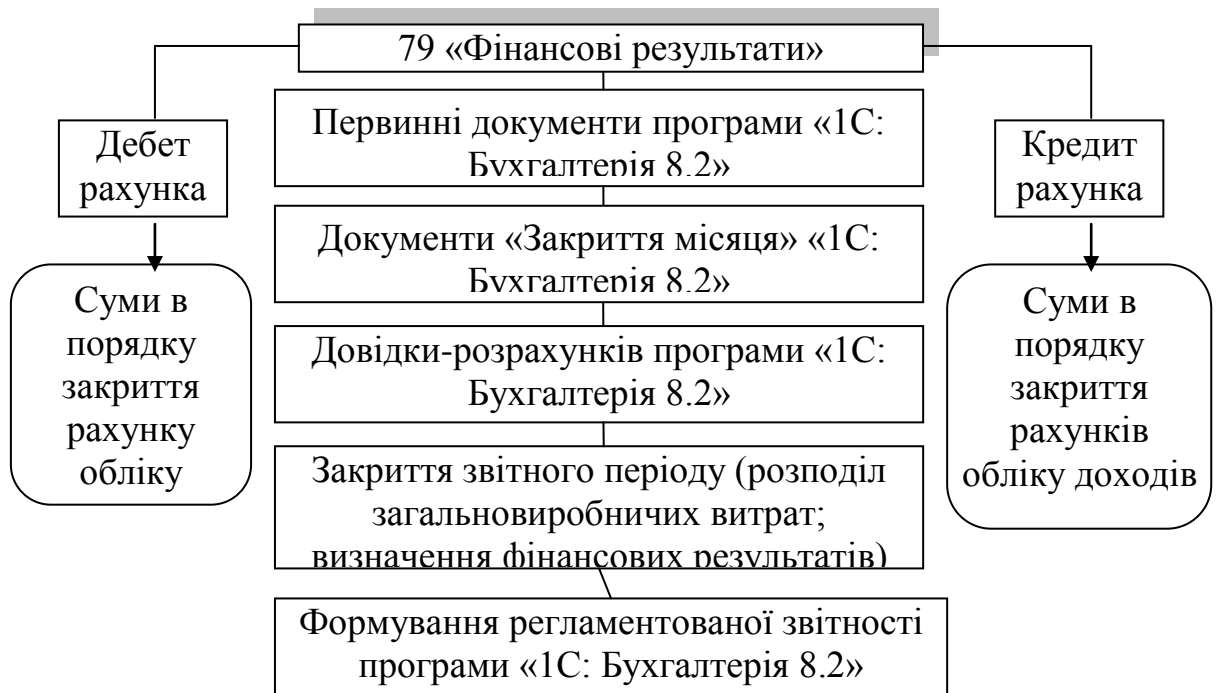 79 «Фінансові результати»
Дебет
рахунка
Суми в
порядку
закриття
рахунку
обліку
Первинні документи програми «1С:
Бухгалтерія 8.2»
Документи «Закриття місяця» «1С:
Бухгалтерія 8.2»
Довідки-розрахунків програми «1С:
Бухгалтерія 8.2»
Закриття звітного періоду (розподіл
загальновиробничих витрат;
визначення фінансових результатів)
Формування регламентованої звітності
програми «1С: Бухгалтерія 8.2»
Кредит
рахунка
Суми в
порядку
закриття
рахунків
обліку доходів